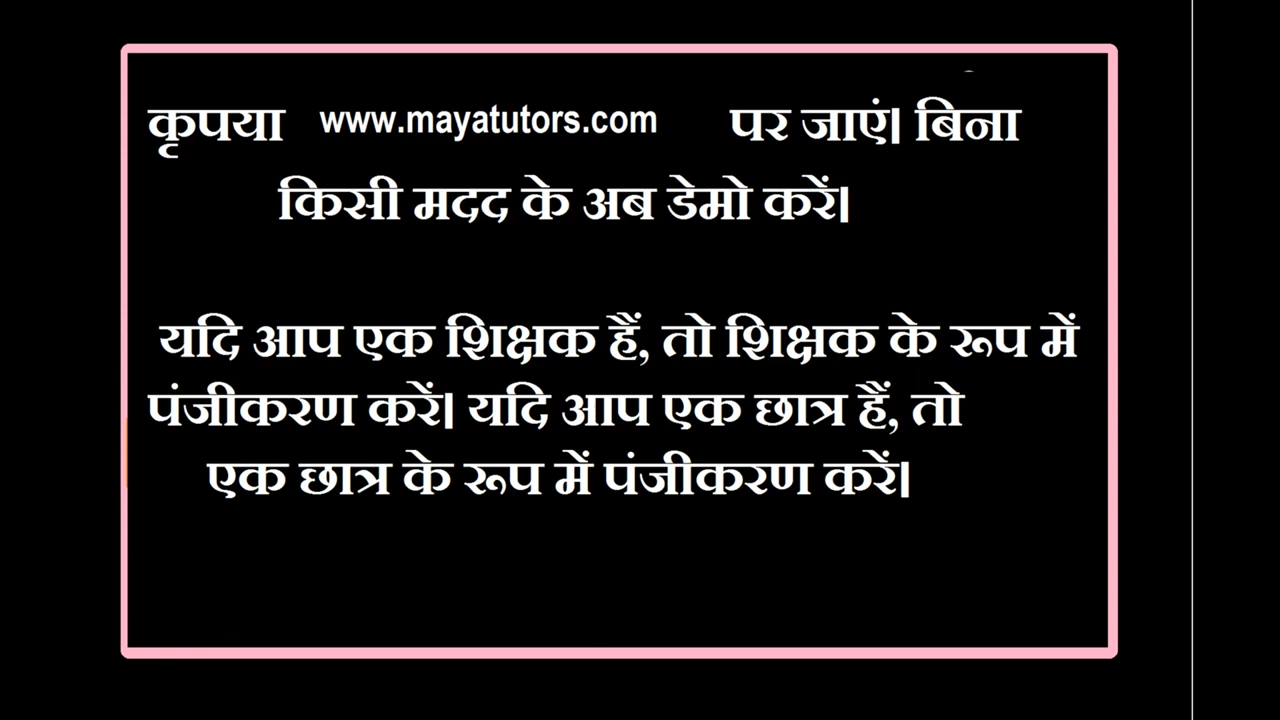 कृपया www.mayatutors.com पर जाएं। बिना
किसी मदद के अब डेमो करें।
यदि आप एक शिक्षक हैं, तो शिक्षक के रूप में
पंजीकरण करें। यदि आप एक छात्र हैं, तो
एक छात्र के रूप में पंजीकरण करें।